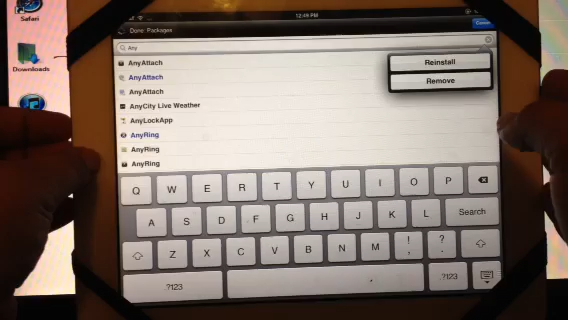 Safari
12:49 PM
Done: Packages
Any
AnyAttach
Reinstall
AnyAttach
Remove
AnyAttach
AnyCity Live Weather
AnyLockApp
AnyRing
AnyRing
AnyRing
Downloads
Q W E R T Y U I O P
A S D F G H J K L Search
Z X C V B N M ! , ? .
.?123 .?123